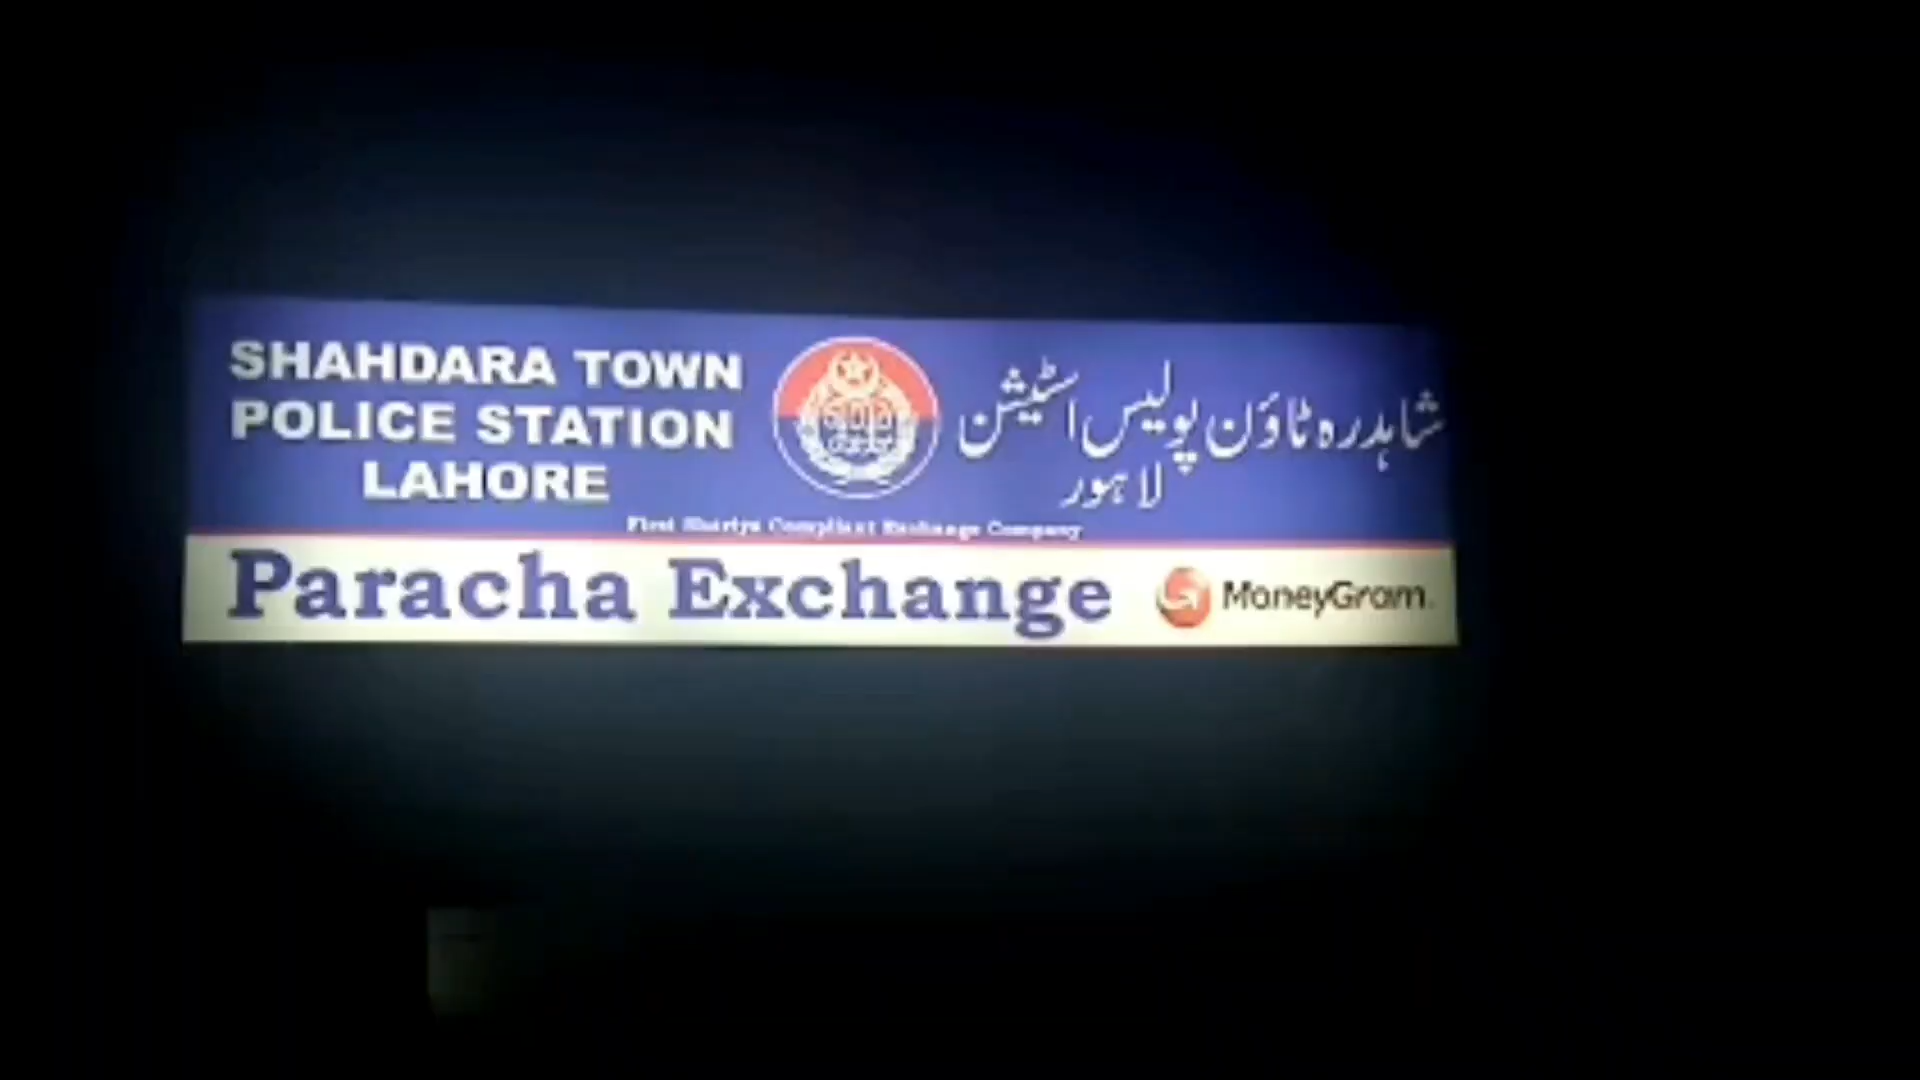 SHAHDARA TOWN
POLICE STATION
LAHORE
شاہدرہ ٹاؤن پولیس اسٹیشن
لاہور
First Shariya Compliant Exchange Company
Paracha Exchange
MoneyGram.